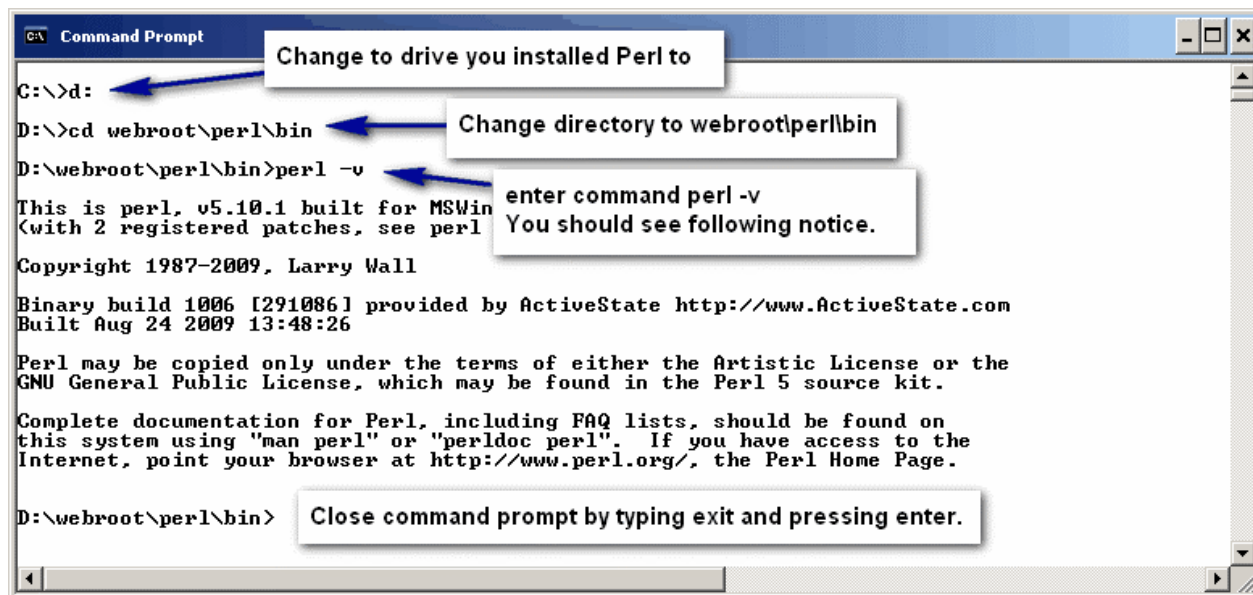 Command Prompt
Change to drive you installed Perl to
C:\>d:
D:\>cd webroot\perl\bin
Change directory to webroot\perl\bin
D:\webroot\perl\bin>perl -v
enter command perl -v
You should see following notice.
This is perl, v5.10.1 built for MSWin
(with 2 registered patches, see perl
Copyright 1987-2009, Larry Wall
Binary build 1006 [291086] provided by ActiveState http://www.ActiveState.com
Built Aug 24 2009 13:48:26
Perl may be copied only under the terms of either the Artistic License or the
GNU General Public License, which may be found in the Perl 5 source kit.
Complete documentation for Perl, including FAQ lists, should be found on
this system using "man perl" or "perldoc perl".  If you have access to the
Internet, point your browser at http://www.perl.org/, the Perl Home Page.
D:\webroot\perl\bin>
Close command prompt by typing exit and pressing enter.